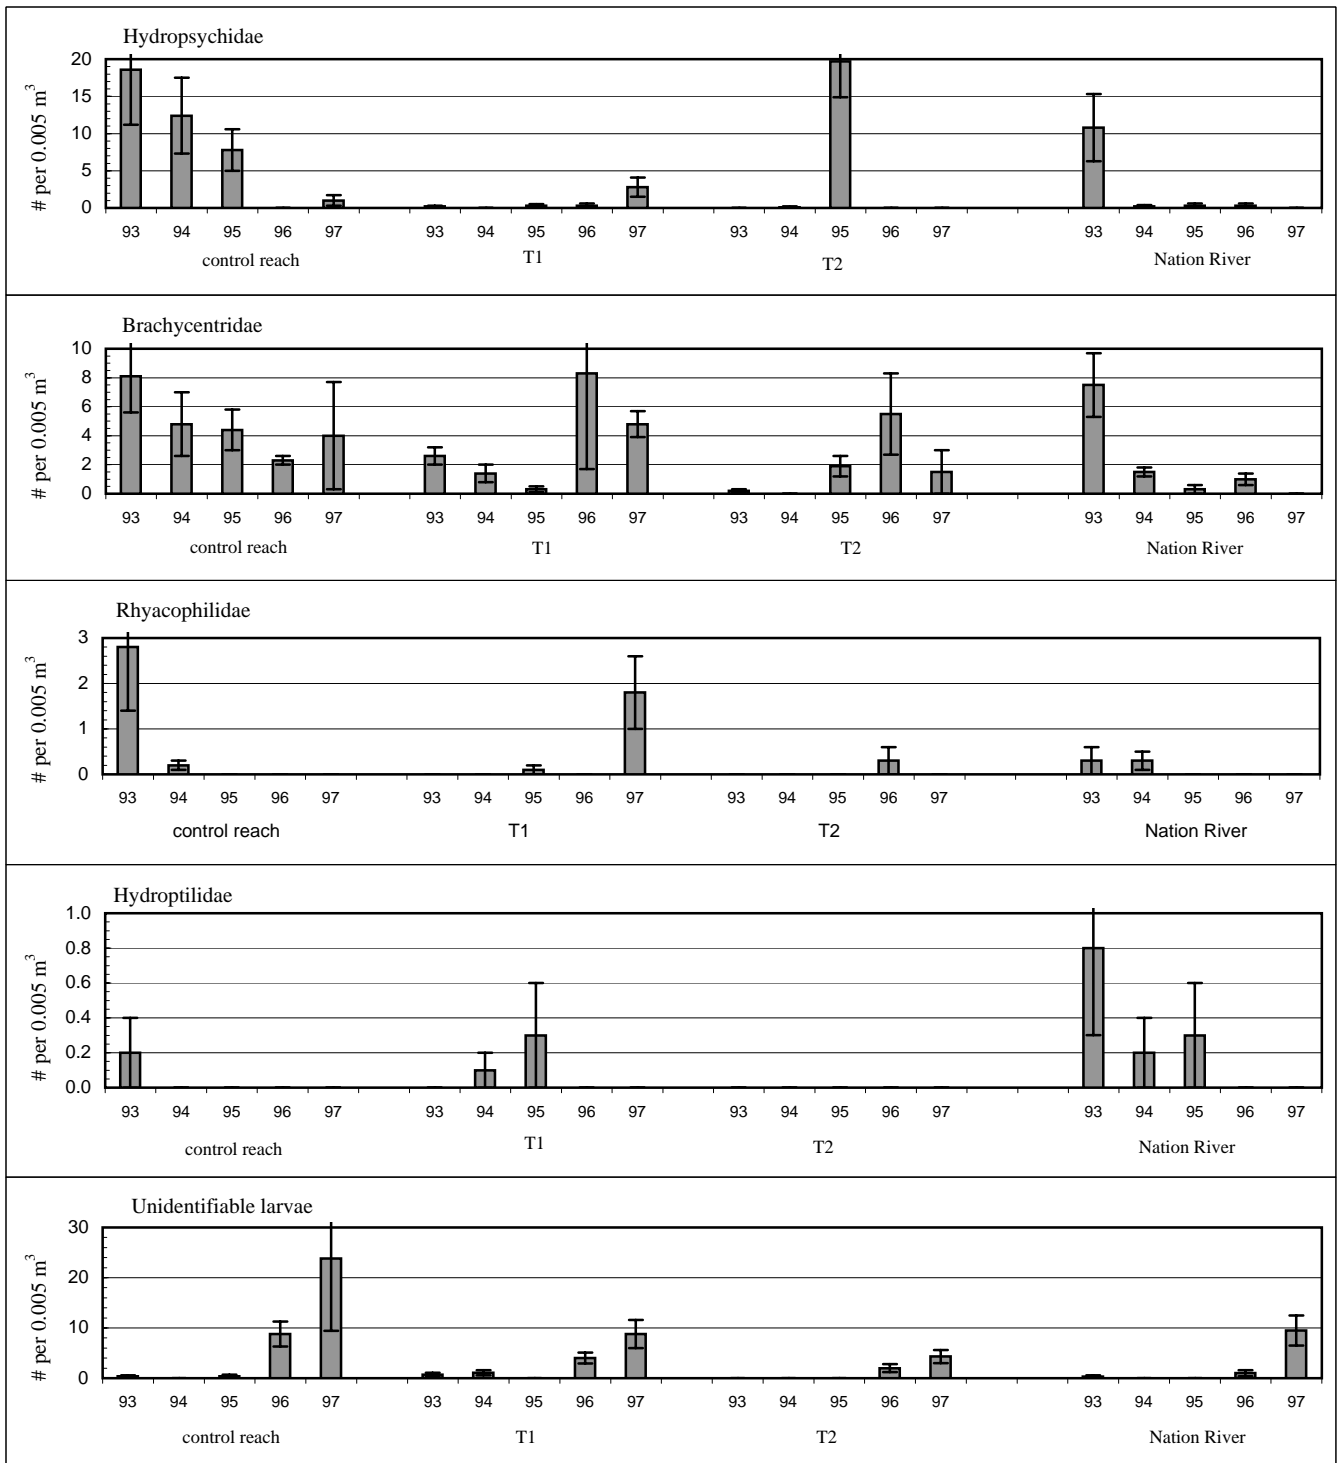 Hydropsychidae
# per 0.005 m³
20
15
10
5
0
93 94 95 96 97 93 94 95 96 97 93 94 95 96 97 93 94 95 96 97
control reach T1 T2 Nation River
Brachycentridae
# per 0.005 m³
10
8
6
4
2
0
93 94 95 96 97 93 94 95 96 97 93 94 95 96 97 93 94 95 96 97
control reach T1 T2 Nation River
Rhyacophilidae
# per 0.005 m³
3
2
1
0
93 94 95 96 97 93 94 95 96 97 93 94 95 96 97 93 94 95 96 97
control reach T1 T2 Nation River
Hydroptilidae
# per 0.005 m³
1.0
0.8
0.6
0.4
0.2
0.0
93 94 95 96 97 93 94 95 96 97 93 94 95 96 97 93 94 95 96 97
control reach T1 T2 Nation River
Unidentifiable larvae
# per 0.005 m³
30
20
10
0
93 94 95 96 97 93 94 95 96 97 93 94 95 96 97 93 94 95 96 97
control reach T1 T2 Nation River